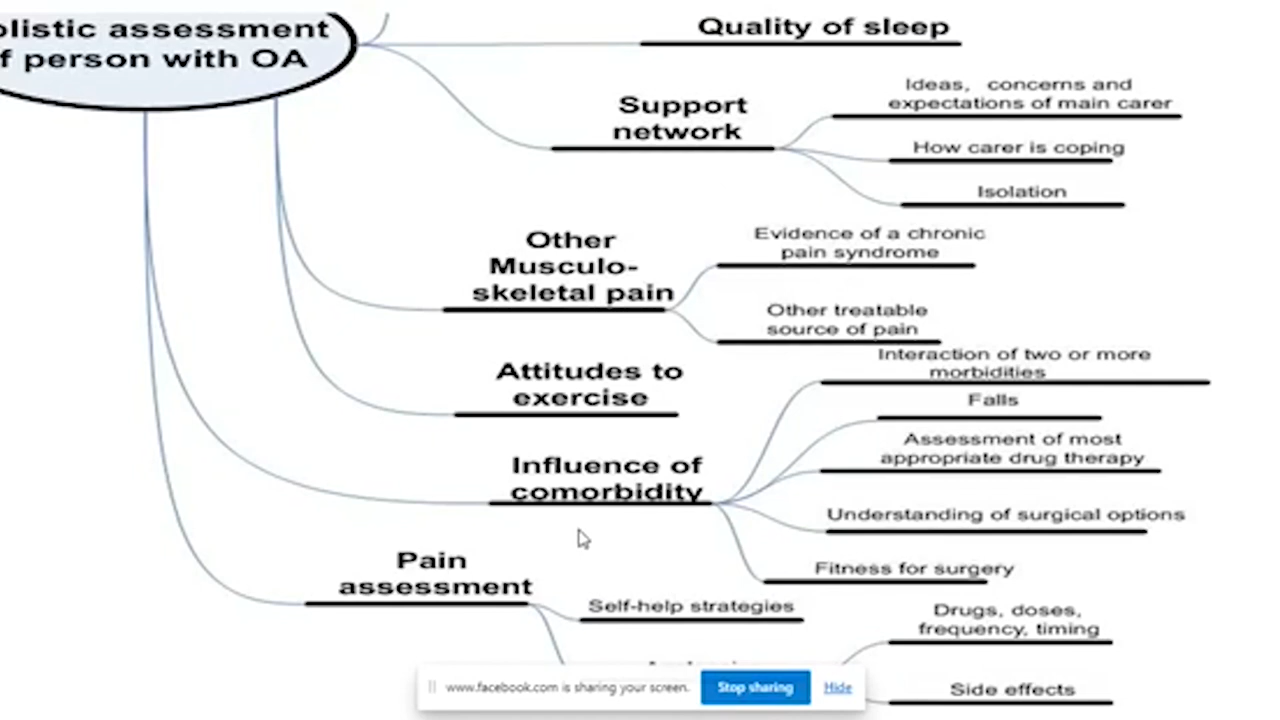 olistic assessment
f person with OA
Quality of sleep
Support
network
Ideas, concerns and
expectations of main carer
How carer is coping
Isolation
Other
Musculo-
skeletal pain
Evidence of a chronic
pain syndrome
Other treatable
source of pain
Attitudes to
exercise
Influence of
comorbidity
Interaction of two or more
morbidities
Falls
Assessment of most
appropriate drug therapy
Understanding of surgical options
Fitness for surgery
Pain
assessment
Self-help strategies
Drugs, doses,
frequency, timing
Side effects
www.facebook.com is sharing your screen.
Stop sharing
Hide